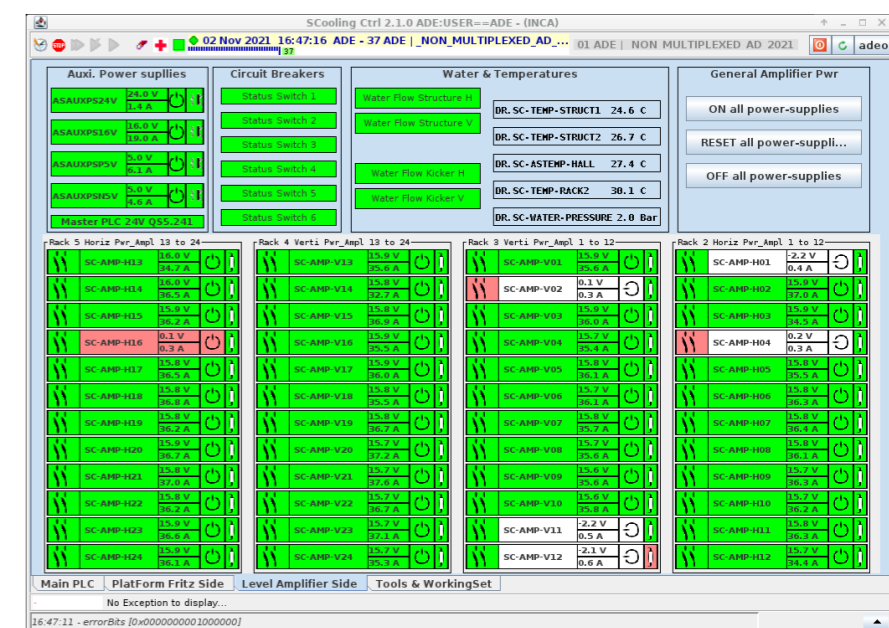 SCooling Ctrl 2.1.0 ADE:USER==ADE - (INCA)
STOP 02 Nov 2021 16:47:16 ADE - 37 ADE |_NON_MULTIPLEXED_AD_... 01 ADE | NON MULTIPLEXED AD 2021 adeo
37
Auxi. Power supllies Circuit Breakers Water & Temperatures General Amplifier Pwr
ASAUXPS24V 24.0 V 1.4 A
ASAUXPS16V 16.0 V 19.0 A
ASAUXPSP5V 5.0 V 6.1 A
ASAUXPSN5V 5.0 V 4.6 A
Master PLC 24V QS5.241
Status Switch 1
Status Switch 2
Status Switch 3
Status Switch 4
Status Switch 5
Status Switch 6
Water Flow Structure H
Water Flow Structure V
Water Flow Kicker H
Water Flow Kicker V
DR.SC-TEMP-STRUCT1 24.6 C
DR.SC-TEMP-STRUCT2 26.7 C
DR.SC-ASTEMP-HALL 27.4 C
DR.SC-TEMP-RACK2 30.1 C
DR.SC-WATER-PRESSURE 2.0 Bar
ON all power-supplies
RESET all power-suppli...
OFF all power-supplies
Rack 5 Horiz Pwr_Ampl 13 to 24
SC-AMP-H13 16.0 V 34.7 A
SC-AMP-H14 16.0 V 36.5 A
SC-AMP-H15 15.9 V 36.2 A
SC-AMP-H16 0.1 V 0.3 A
SC-AMP-H17 15.8 V 36.5 A
SC-AMP-H18 15.8 V 36.8 A
SC-AMP-H19 15.8 V 36.2 A
SC-AMP-H20 15.9 V 36.7 A
SC-AMP-H21 15.8 V 37.0 A
SC-AMP-H22 15.8 V 36.2 A
SC-AMP-H23 15.9 V 36.6 A
SC-AMP-H24 15.9 V 36.1 A
Rack 4 Verti Pwr_Ampl 13 to 24
SC-AMP-V13 15.9 V 35.6 A
SC-AMP-V14 15.8 V 32.7 A
SC-AMP-V15 15.8 V 36.9 A
SC-AMP-V16 15.9 V 35.5 A
SC-AMP-V17 15.9 V 36.0 A
SC-AMP-V18 15.8 V 35.5 A
SC-AMP-V19 15.8 V 36.7 A
SC-AMP-V20 15.7 V 37.2 A
SC-AMP-V21 15.7 V 37.6 A
SC-AMP-V22 15.7 V 36.7 A
SC-AMP-V23 15.7 V 37.1 A
SC-AMP-V24 15.7 V 35.3 A
Rack 3 Verti Pwr_Ampl 1 to 12
SC-AMP-V01 15.9 V 35.6 A
SC-AMP-V02 0.1 V 0.3 A
SC-AMP-V03 15.9 V 36.0 A
SC-AMP-V04 15.7 V 35.4 A
SC-AMP-V05 15.8 V 36.1 A
SC-AMP-V06 15.7 V 36.1 A
SC-AMP-V07 15.8 V 35.7 A
SC-AMP-V08 15.7 V 35.6 A
SC-AMP-V09 15.6 V 35.6 A
SC-AMP-V10 15.6 V 35.8 A
SC-AMP-V11 -2.2 V 0.5 A
SC-AMP-V12 -2.1 V 0.6 A
Rack 2 Horiz Pwr_Ampl 1 to 12
SC-AMP-H01 -2.2 V 0.4 A
SC-AMP-H02 15.9 V 37.0 A
SC-AMP-H03 15.9 V 34.5 A
SC-AMP-H04 0.2 V 0.3 A
SC-AMP-H05 15.8 V 35.5 A
SC-AMP-H06 15.8 V 36.3 A
SC-AMP-H07 15.8 V 36.4 A
SC-AMP-H08 15.8 V 36.1 A
SC-AMP-H09 15.7 V 36.3 A
SC-AMP-H10 15.7 V 36.2 A
SC-AMP-H11 15.8 V 36.3 A
SC-AMP-H12 15.7 V 34.4 A
Main PLC PlatForm Fritz Side Level Amplifier Side Tools & WorkingSet
- No Exception to display...
16:47:11 - errorBits [0x0000000001000000]